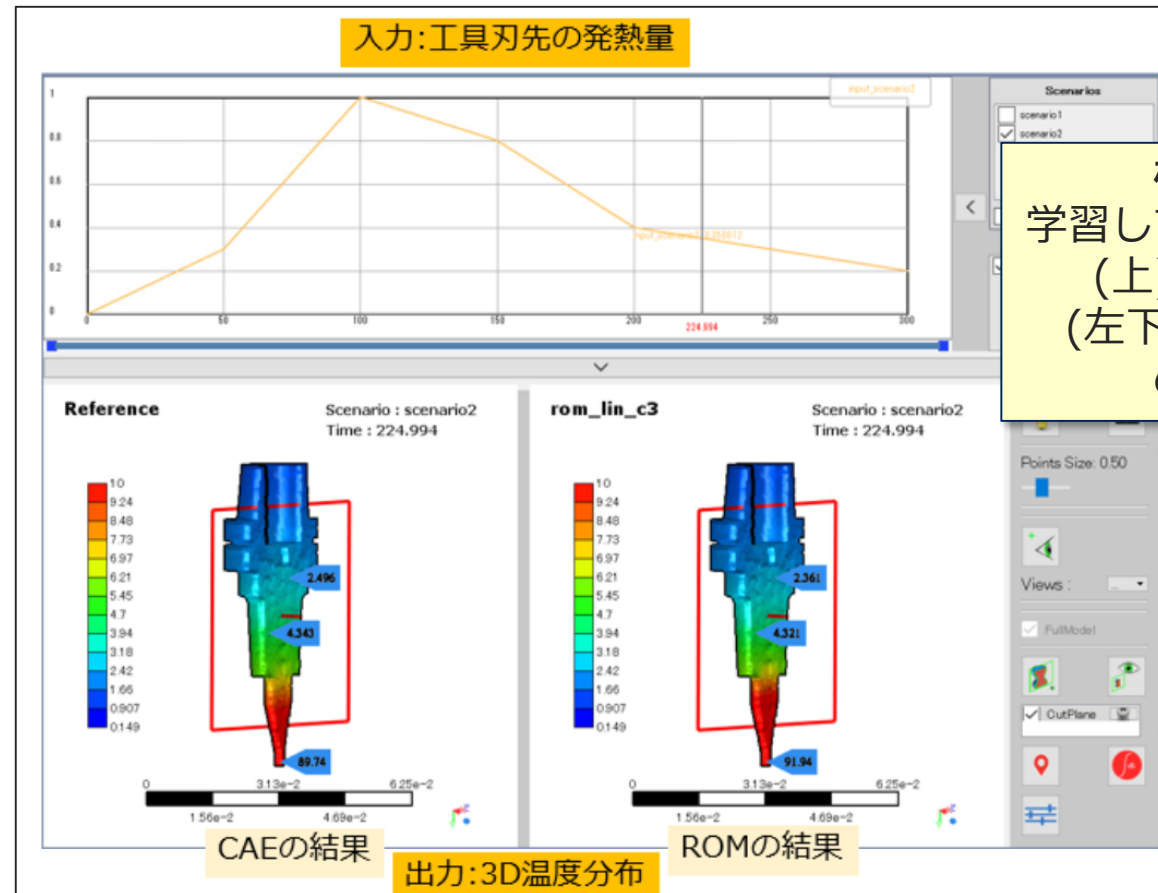 入力:工具刃先の発熱量
input_scenario2
1
0.8
0.6
0.4
0.2
0
0 50 100 150 200 250 300
224.994
Scenarios
scenario1
scenario2
学習し
(上)
(左下
Reference
Scenario : scenario2
Time : 224.994
10
9.24
8.48
7.73
6.97
6.21
5.45
4.7
3.94
3.18
2.42
1.66
0.907
0.149
2.496
4.343
89.74
0 3.13e-2 6.25e-2
1.56e-2 4.69e-2
CAEの結果
rom_lin_c3
Scenario : scenario2
Time : 224.994
10
9.24
8.48
7.73
6.97
6.21
5.45
4.7
3.94
3.18
2.42
1.66
0.907
0.149
2.361
4.321
91.94
0 3.13e-2 6.25e-2
1.56e-2 4.69e-2
ROMの結果
出力:3D温度分布
Points Size: 0.50
Views : ...
FullModel
CutPlane